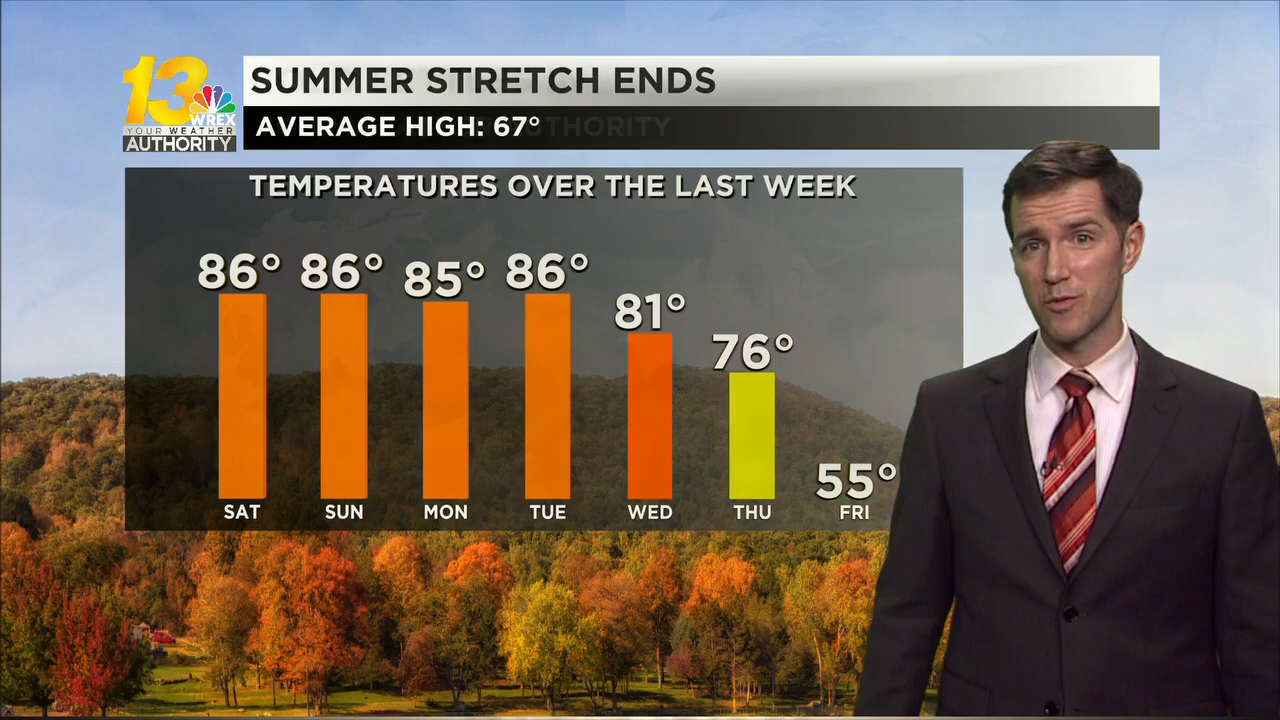 13
WREX
YOUR WEATHER
AUTHORITY
SUMMER STRETCH ENDS
AVERAGE HIGH: 67°
AUTHORITY
TEMPERATURES OVER THE LAST WEEK
86° 86° 85° 86° 81° 76° 55°
SAT SUN MON TUE WED THU FRI